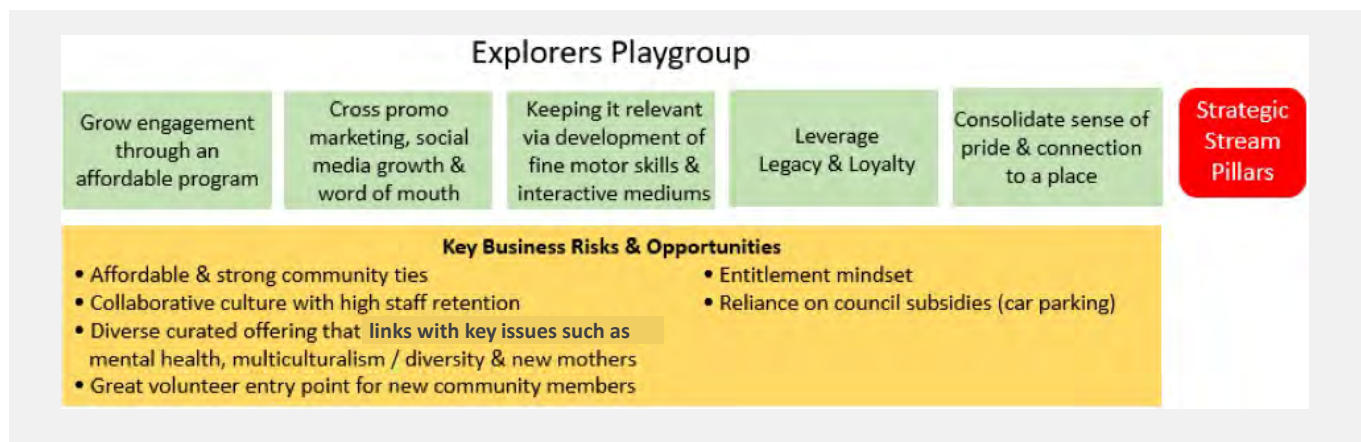 Explorers Playgroup
Grow engagement
through an
affordable program
Cross promo
marketing, social
media growth &
word of mouth
Keeping it relevant
via development of
fine motor skills &
interactive mediums
Leverage
Legacy & Loyalty
Consolidate sense of
pride & connection
to a place
Strategic
Stream
Pillars
Key Business Risks & Opportunities
• Affordable & strong community ties
• Collaborative culture with high staff retention
• Diverse curated offering that links with key issues such as
mental health, multiculturalism / diversity & new mothers
• Great volunteer entry point for new community members
• Entitlement mindset
• Reliance on council subsidies (car parking)